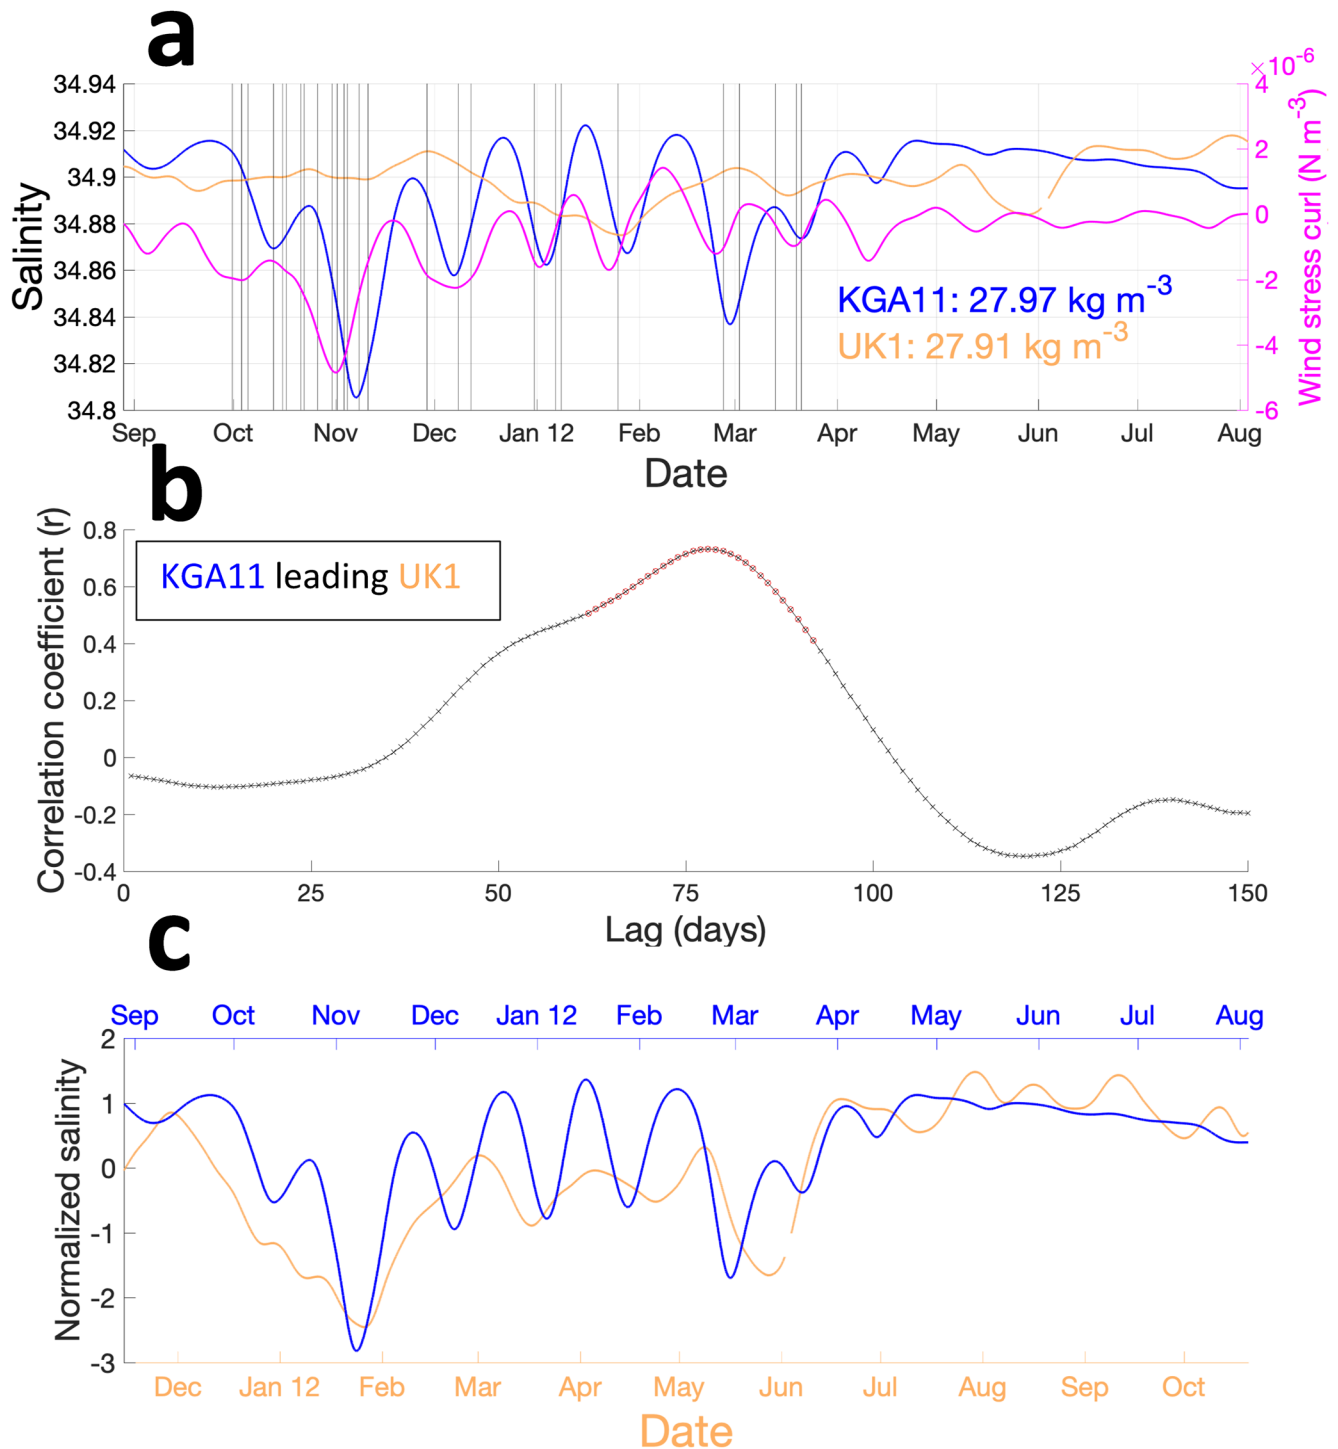 a
×10⁻⁶
34.94
34.92
34.9
34.88
34.86
34.84
34.82
34.8
Salinity
4
2
0
-2
-4
-6
Wind stress curl (N m⁻³)
KGA11: 27.97 kg m⁻³
UK1: 27.91 kg m⁻³
Sep Oct Nov Dec Jan 12 Feb Mar Apr May Jun Jul Aug
Date
b
0.8
0.6
0.4
0.2
0
-0.2
-0.4
Correlation coefficient (r)
KGA11 leading UK1
0 25 50 75 100 125 150
Lag (days)
c
Sep Oct Nov Dec Jan 12 Feb Mar Apr May Jun Jul Aug
2
1
0
-1
-2
-3
Normalized salinity
Dec Jan 12 Feb Mar Apr May Jun Jul Aug Sep Oct
Date